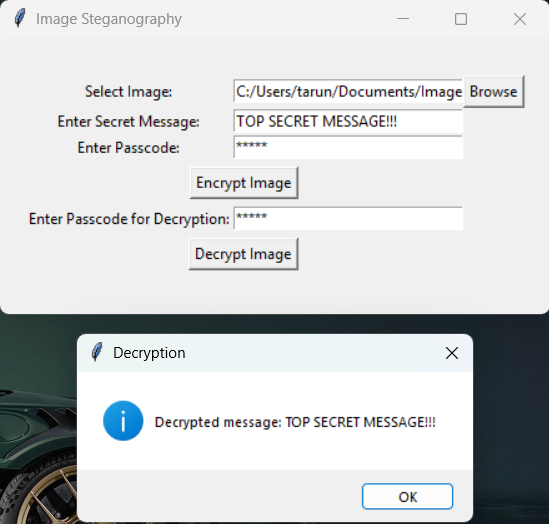 Image Steganography
Select Image: C:/Users/tarun/Documents/Image Browse
Enter Secret Message: TOP SECRET MESSAGE!!!
Enter Passcode: *****
Encrypt Image
Enter Passcode for Decryption: *****
Decrypt Image
Decryption
Decrypted message: TOP SECRET MESSAGE!!!
OK